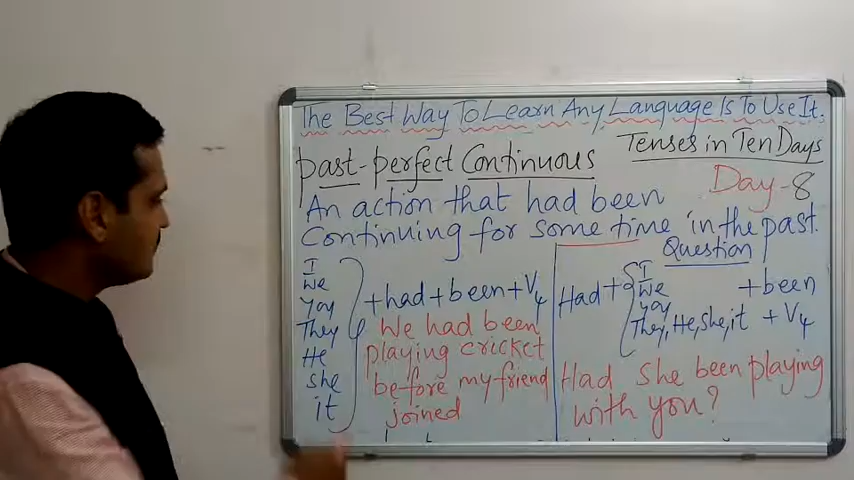 The Best Way To Learn Any Language Is To Use It.
Tenses in Ten Days
Past-perfect Continuous
Day-8
An action that had been
Continuing for some time in the past.
I
We
You
They
He
she
it
+had+been+V4
We had been
playing cricket
before my friend
joined
Question
Had+
I
We
You
They, He, she, it
+been
+V4
Had She been playing
with you?